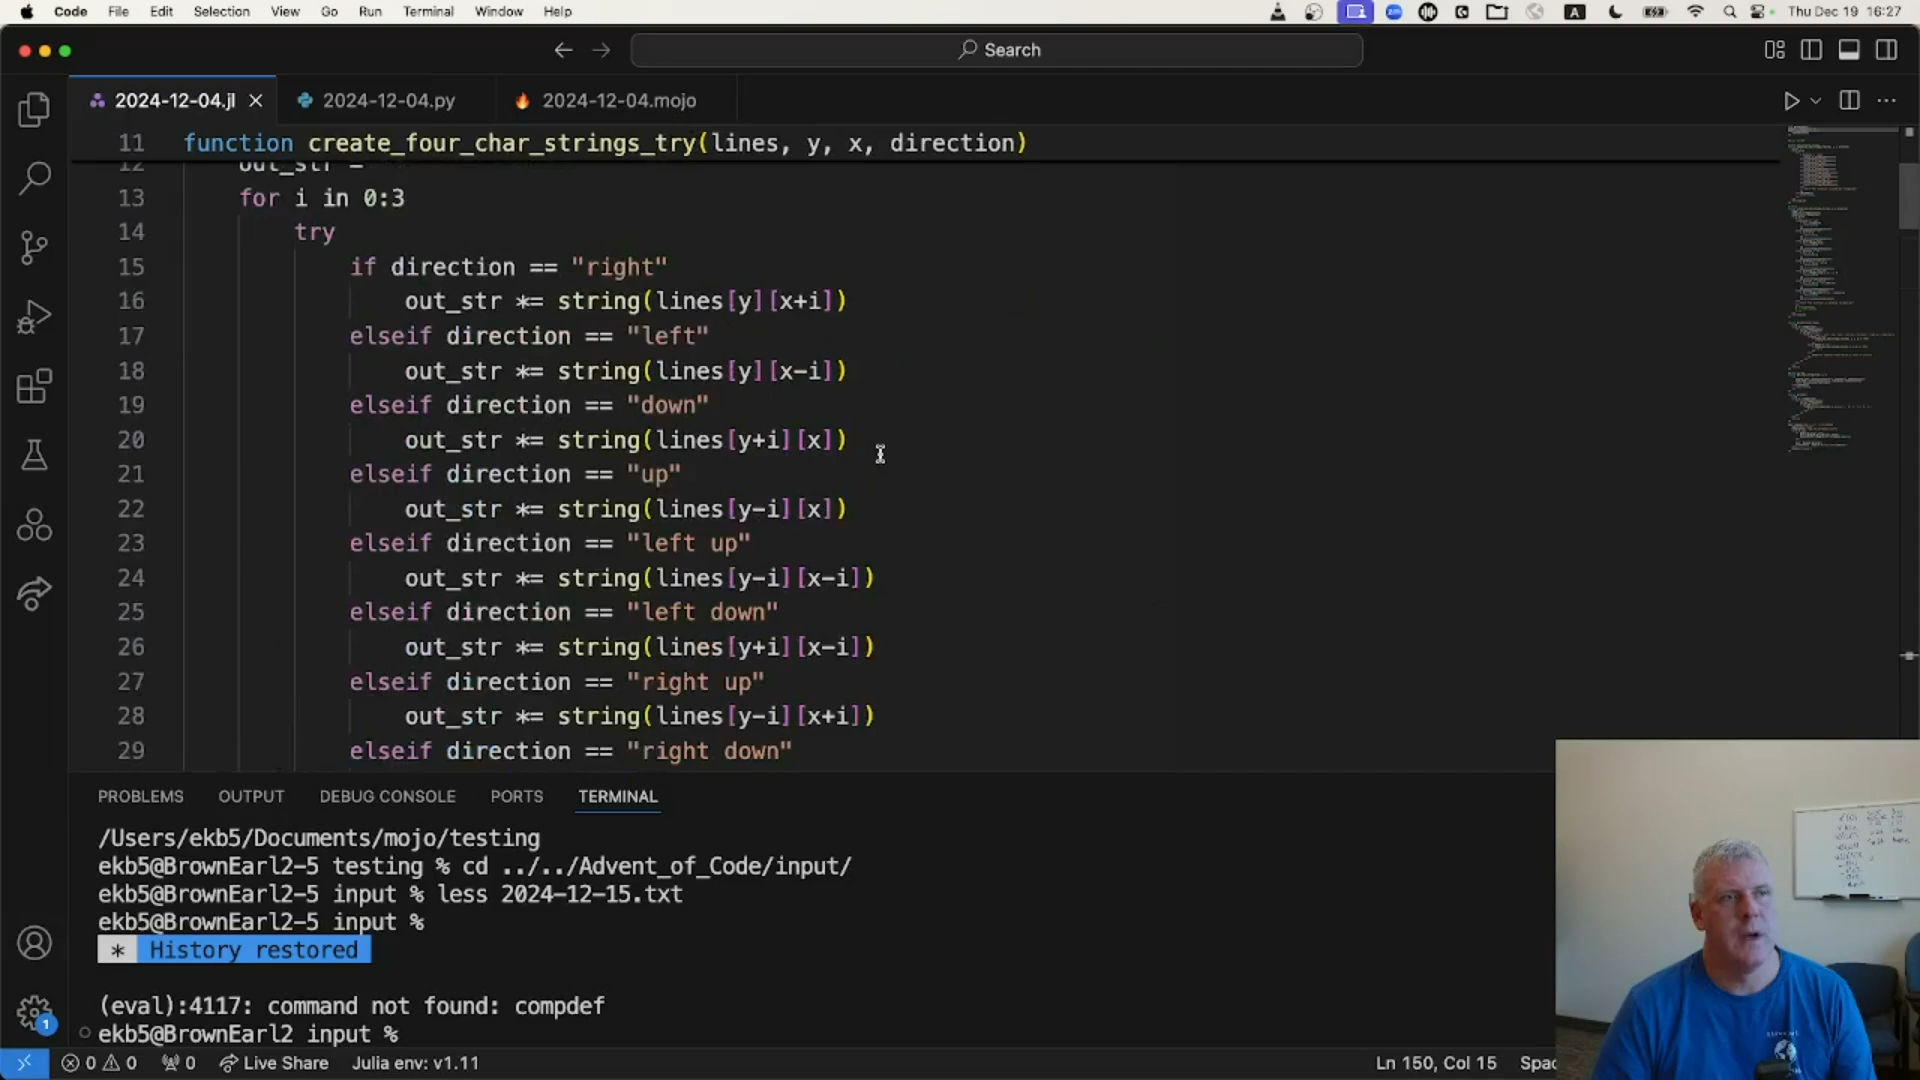 Code File Edit Selection View Go Run Terminal Window Help A Thu Dec 19 16:27
Search
2024-12-04.jl 2024-12-04.py 2024-12-04.mojo
11 function create_four_char_strings_try(lines, y, x, direction)
12 out_str =
13 for i in 0:3
14 try
15 if direction == "right"
16 out_str *= string(lines[y][x+i])
17 elseif direction == "left"
18 out_str *= string(lines[y][x-i])
19 elseif direction == "down"
20 out_str *= string(lines[y+i][x])
21 elseif direction == "up"
22 out_str *= string(lines[y-i][x])
23 elseif direction == "left up"
24 out_str *= string(lines[y-i][x-i])
25 elseif direction == "left down"
26 out_str *= string(lines[y+i][x-i])
27 elseif direction == "right up"
28 out_str *= string(lines[y-i][x+i])
29 elseif direction == "right down"
PROBLEMS OUTPUT DEBUG CONSOLE PORTS TERMINAL
/Users/ekb5/Documents/mojo/testing
ekb5@BrownEarl2-5 testing % cd ../../Advent_of_Code/input/
ekb5@BrownEarl2-5 input % less 2024-12-15.txt
ekb5@BrownEarl2-5 input %
* History restored
(eval):4117: command not found: compdef
ekb5@BrownEarl2 input %
1
0 0 0 Live Share Julia env: v1.11 Ln 150, Col 15 Spac